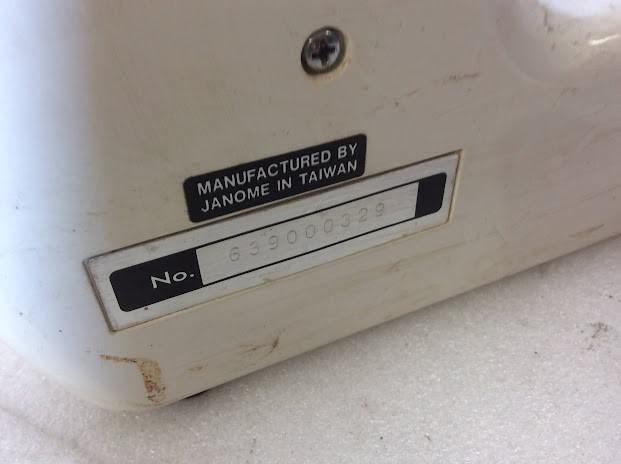 MANUFACTURED BY
JANOME IN TAIWAN
No. 639000329